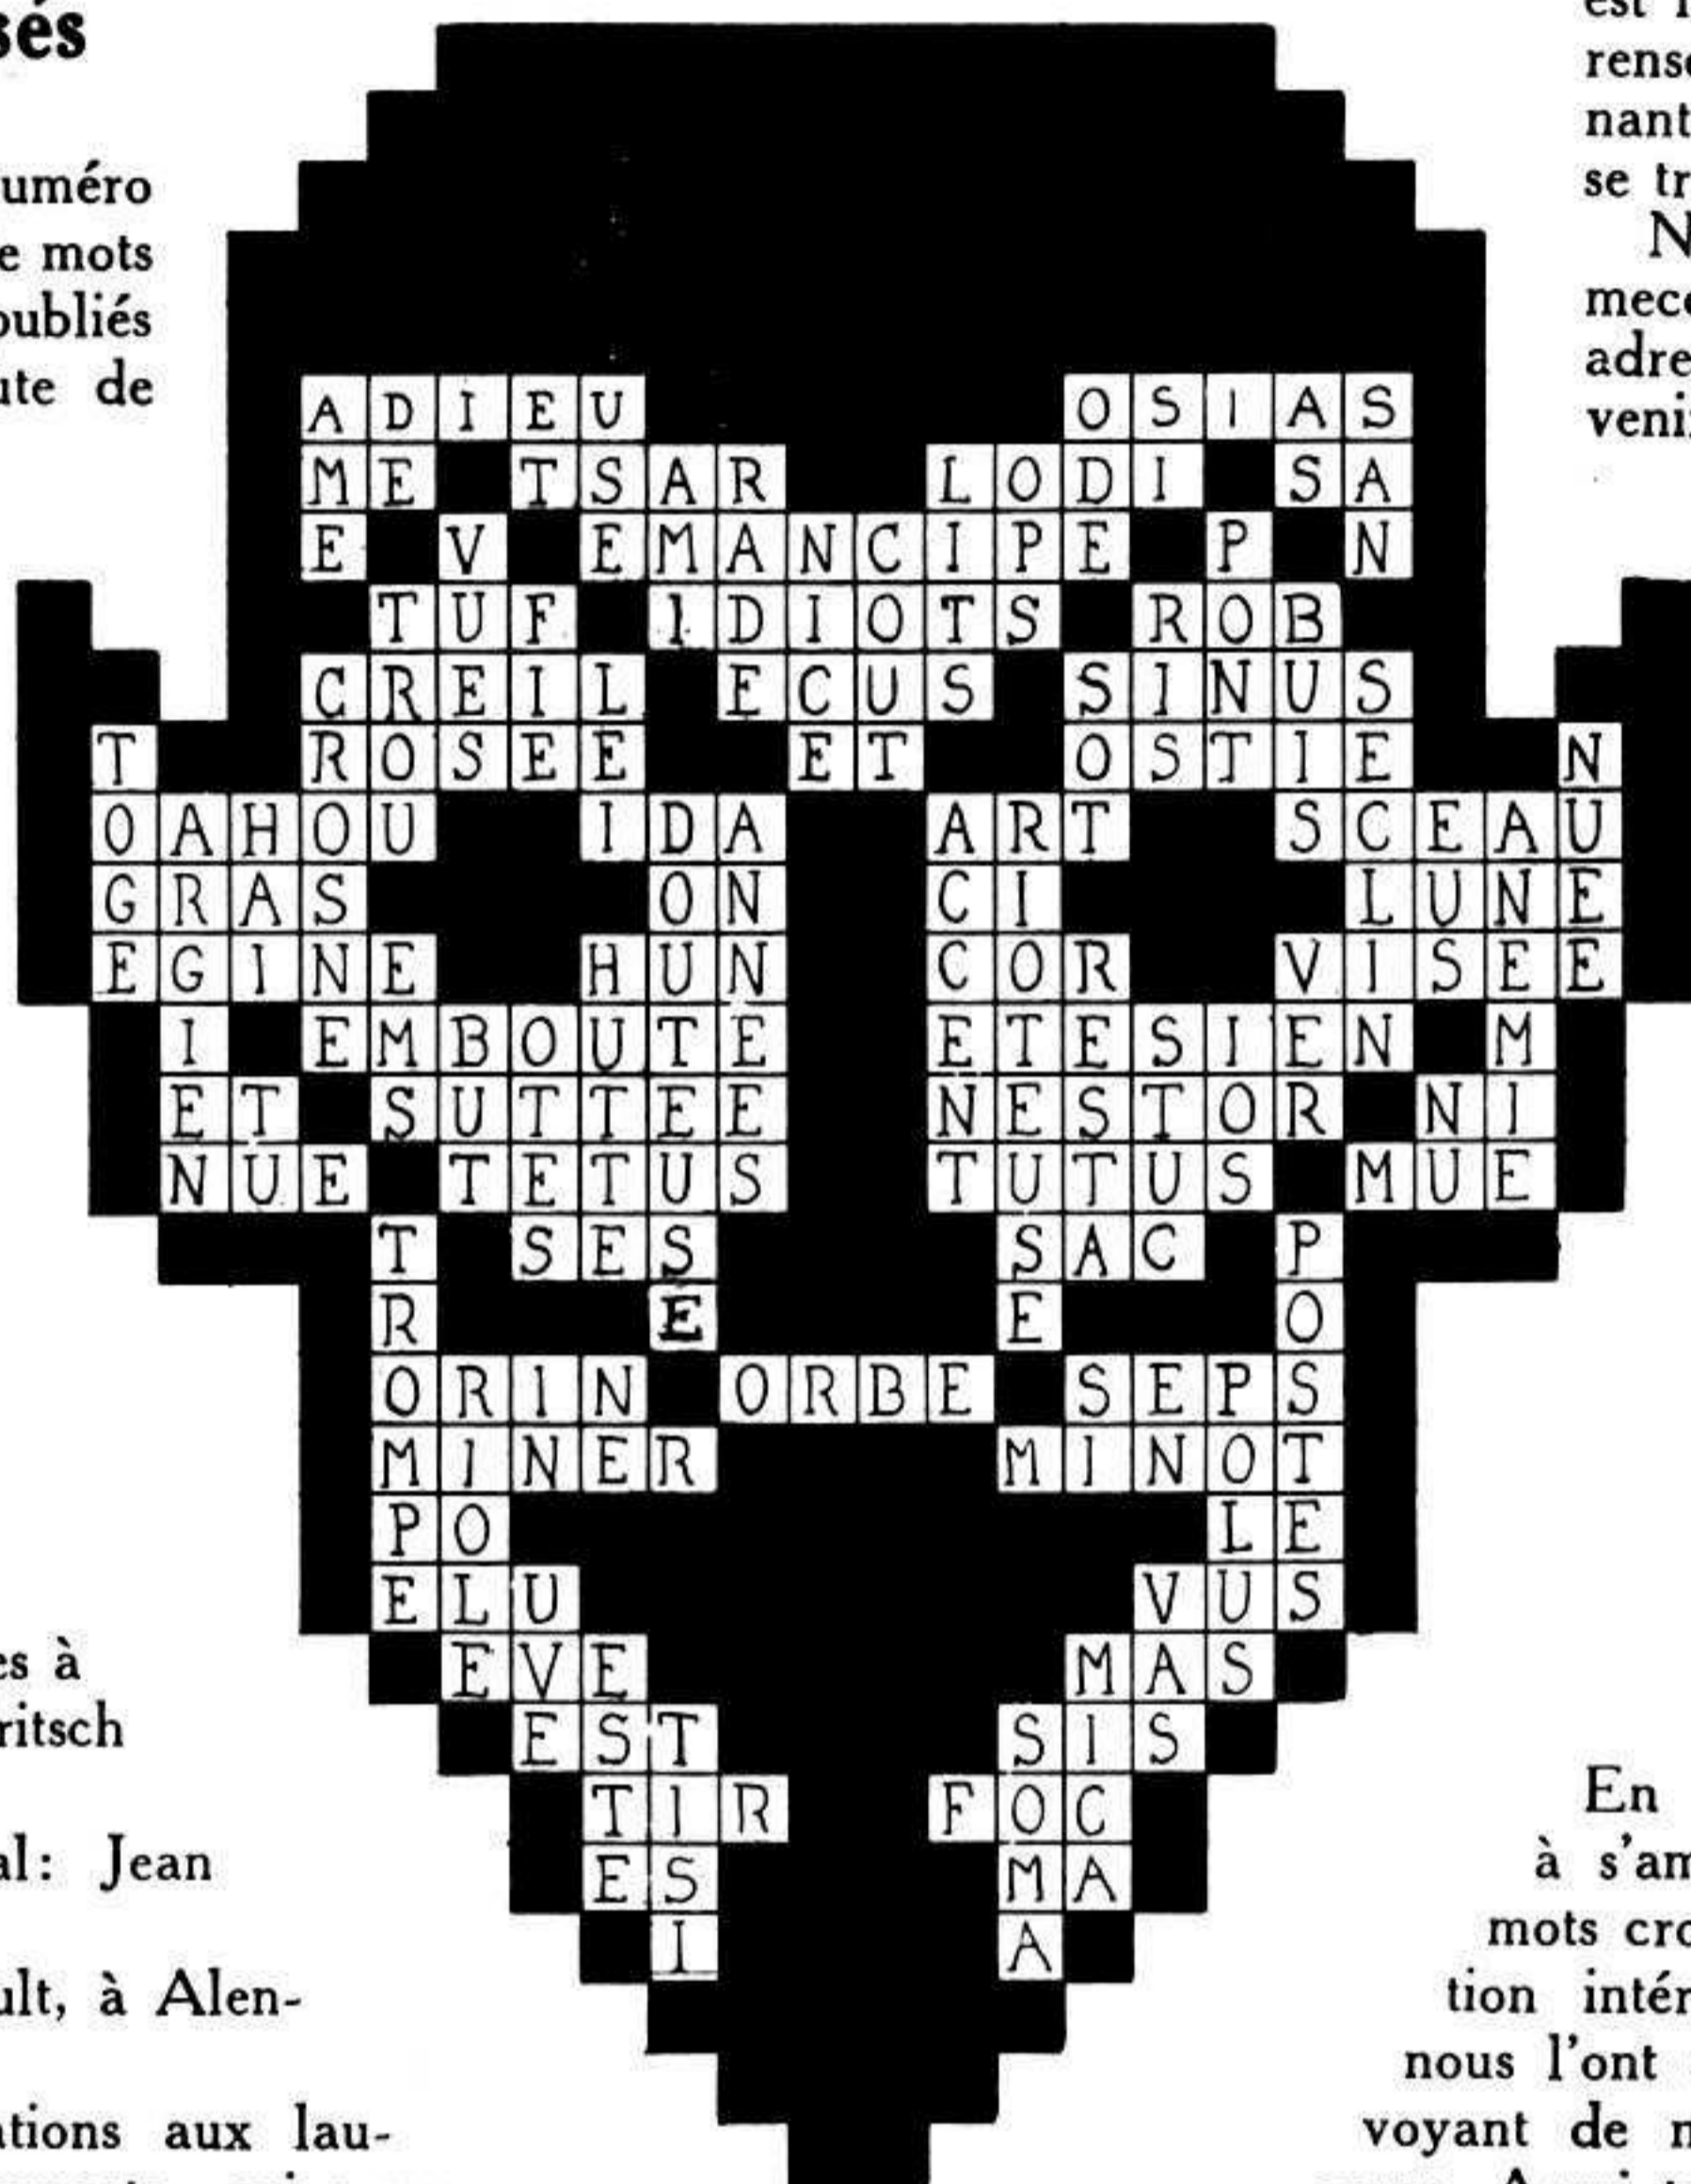 sés
uméro
e mots
oubliés
ute de
est
rens
nant
se tr
N
mec
adre
veni
ADIEU OSIAS
ME TSAR LODI SA
E V EMANCIPE P N
TUF IDIOTS ROB
CREIL ECUS SINUS
T ROSEE ET OSTIE N
OAHOU IDA ART SCEAU
GRAS ON CI LUNE
EGINE HUN COR VISEE
I EMBOUTE ETESIEN M
ET SUTTEE NESTOR NI
NUE TETUS TUTUS MUE
T SES SAC P
R E E O
ORIN ORBE SEPS
MINER MINOT
PO LE
ELU VUS
EVE MAS
EST SIS
TIR FOC
ES MA
I A
es à
ritsch
al: Jean
ult, à Alen-
ations aux lau-
En
à s'am
mots cro
tion intér
nous l'ont
voyant de